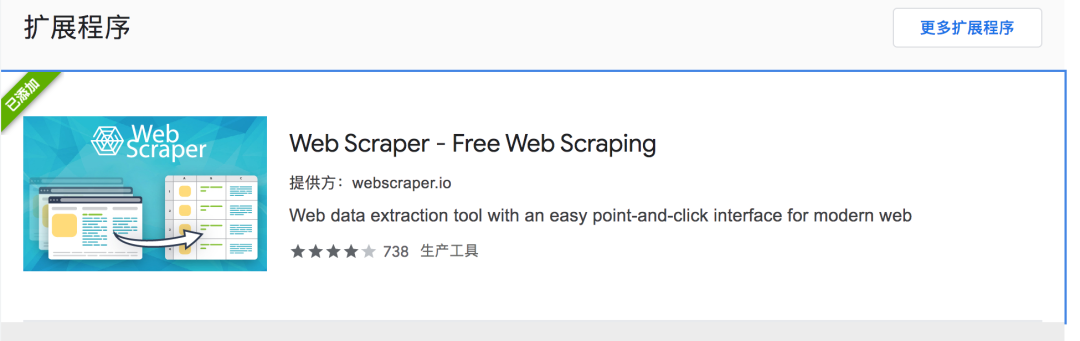 扩展程序
更多扩展程序
已添加
Web
Scraper
Web Scraper - Free Web Scraping
提供方：webscraper.io
Web data extraction tool with an easy point-and-click interface for modern web
738 生产工具